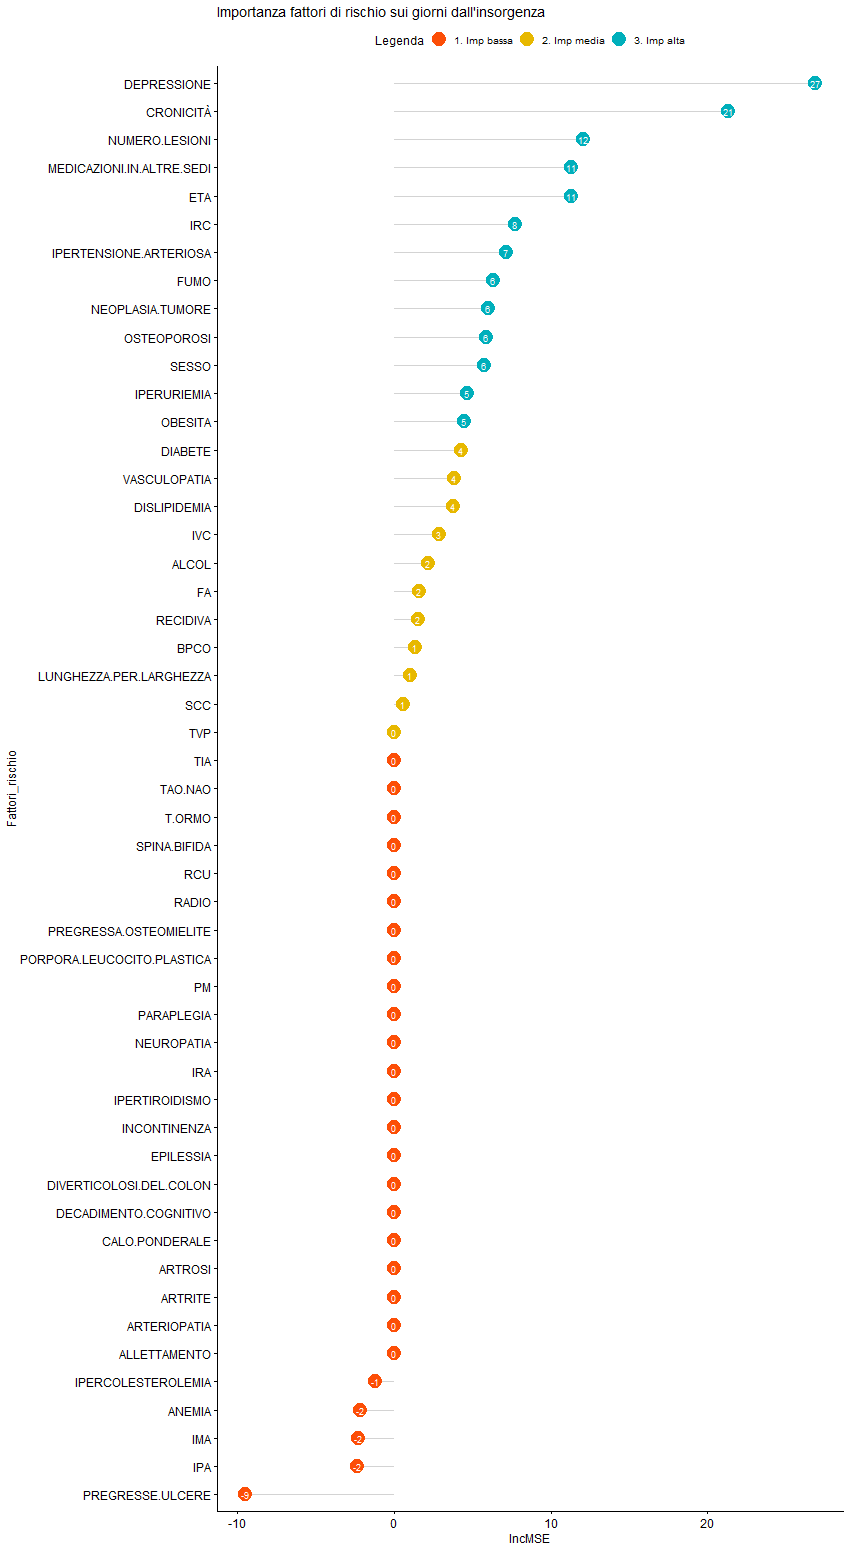 Importanza fattori di rischio sui giorni dall'insorgenza
Legenda 1. Imp bassa 2. Imp media 3. Imp alta
DEPRESSIONE 27
CRONICITÀ 21
NUMERO.LESIONI 12
MEDICAZIONI.IN.ALTRE.SEDI 11
ETA 11
IRC 8
IPERTENSIONE.ARTERIOSA 7
FUMO 6
NEOPLASIA.TUMORE 6
OSTEOPOROSI 6
SESSO 6
IPERURIEMIA 5
OBESITA 5
DIABETE 4
VASCULOPATIA 4
DISLIPIDEMIA 4
IVC 3
ALCOL 2
FA 2
RECIDIVA 2
BPCO 1
LUNGHEZZA.PER.LARGHEZZA 1
SCC 1
TVP 0
TIA 0
TAO.NAO 0
T.ORMO 0
SPINA.BIFIDA 0
RCU 0
RADIO 0
PREGRESSA.OSTEOMIELITE 0
PORPORA.LEUCOCITO.PLASTICA 0
PM 0
PARAPLEGIA 0
NEUROPATIA 0
IRA 0
IPERTIROIDISMO 0
INCONTINENZA 0
EPILESSIA 0
DIVERTICOLOSI.DEL.COLON 0
DECADIMENTO.COGNITIVO 0
CALO.PONDERALE 0
ARTROSI 0
ARTRITE 0
ARTERIOPATIA 0
ALLETTAMENTO 0
IPERCOLESTEROLEMIA -1
ANEMIA -2
IMA -2
IPA -2
PREGRESSE.ULCERE -9
Fattori_rischio
-10 0 10 20
IncMSE